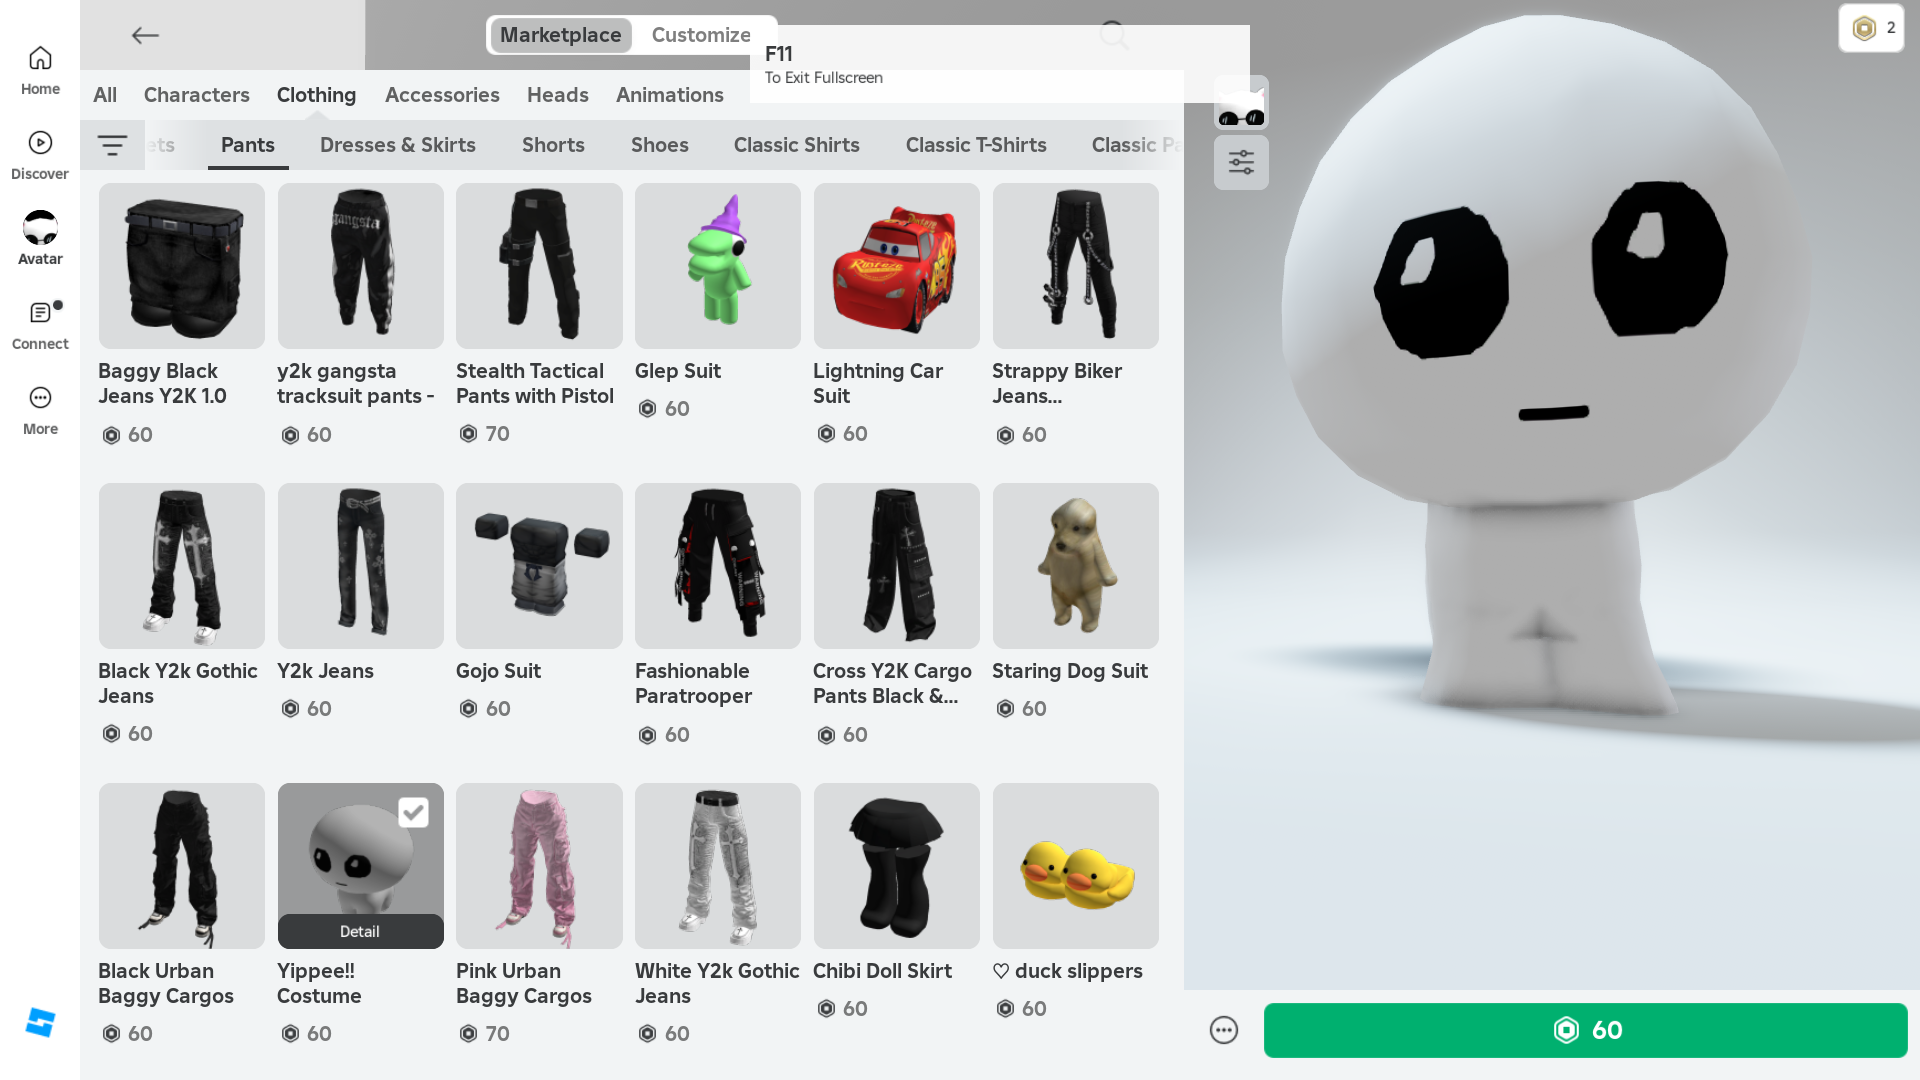 Marketplace
Customize
F11
To Exit Fullscreen
2
Home
Discover
Avatar
Connect
More
All
Characters
Clothing
Accessories
Heads
Animations
ets
Pants
Dresses & Skirts
Shorts
Shoes
Classic Shirts
Classic T-Shirts
Classic Pa
gangsta
Rusteze
Baggy Black
Jeans Y2K 1.0
60
y2k gangsta
tracksuit pants -
60
Stealth Tactical
Pants with Pistol
70
Glep Suit
60
Lightning Car
Suit
60
Strappy Biker
Jeans...
60
Black Y2k Gothic
Jeans
60
Y2k Jeans
60
Gojo Suit
60
Fashionable
Paratrooper
60
Cross Y2K Cargo
Pants Black &...
60
Staring Dog Suit
60
Black Urban
Baggy Cargos
60
Detail
Yippee!!
Costume
60
Pink Urban
Baggy Cargos
70
White Y2k Gothic
Jeans
60
Chibi Doll Skirt
60
♡ duck slippers
60
60